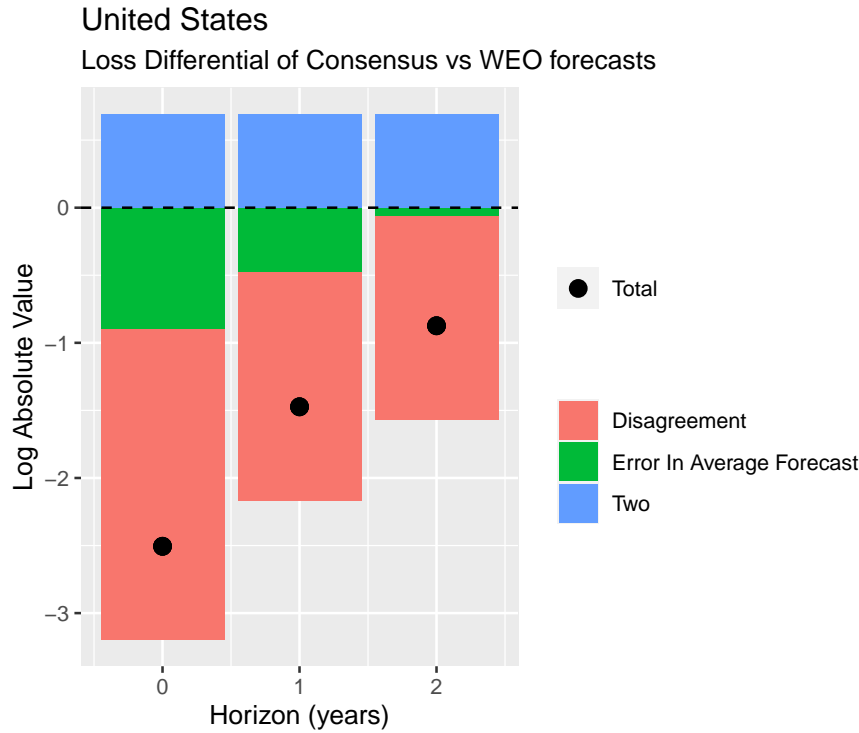 United States
Loss Differential of Consensus vs WEO forecasts
Log Absolute Value
0
−1
−2
−3
0 1 2
Horizon (years)
Total
Disagreement
Error In Average Forecast
Two